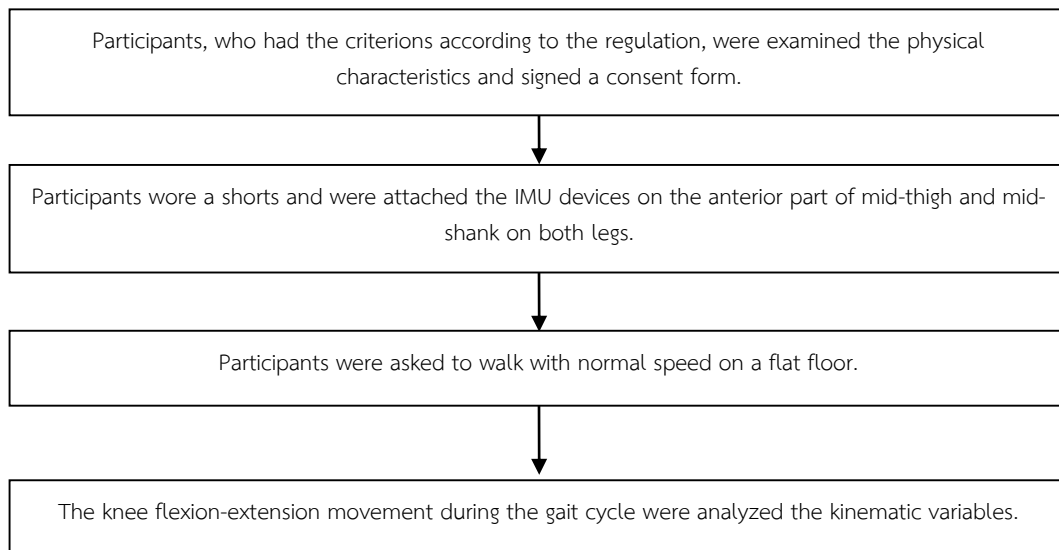 Participants, who had the criterions according to the regulation, were examined the physical
characteristics and signed a consent form.
Participants wore a shorts and were attached the IMU devices on the anterior part of mid-thigh and mid-
shank on both legs.
Participants were asked to walk with normal speed on a flat floor.
The knee flexion-extension movement during the gait cycle were analyzed the kinematic variables.